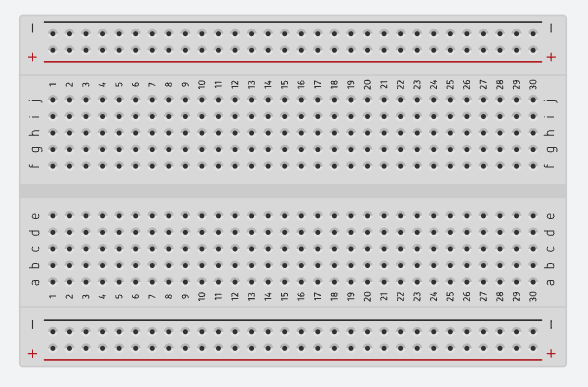 − −
+ +
1 2 3 4 5 6 7 8 9 10 11 12 13 14 15 16 17 18 19 20 21 22 23 24 25 26 27 28 29 30
j j
i i
h h
g g
f f
e e
d d
c c
b b
a a
1 2 3 4 5 6 7 8 9 10 11 12 13 14 15 16 17 18 19 20 21 22 23 24 25 26 27 28 29 30
− −
+ +